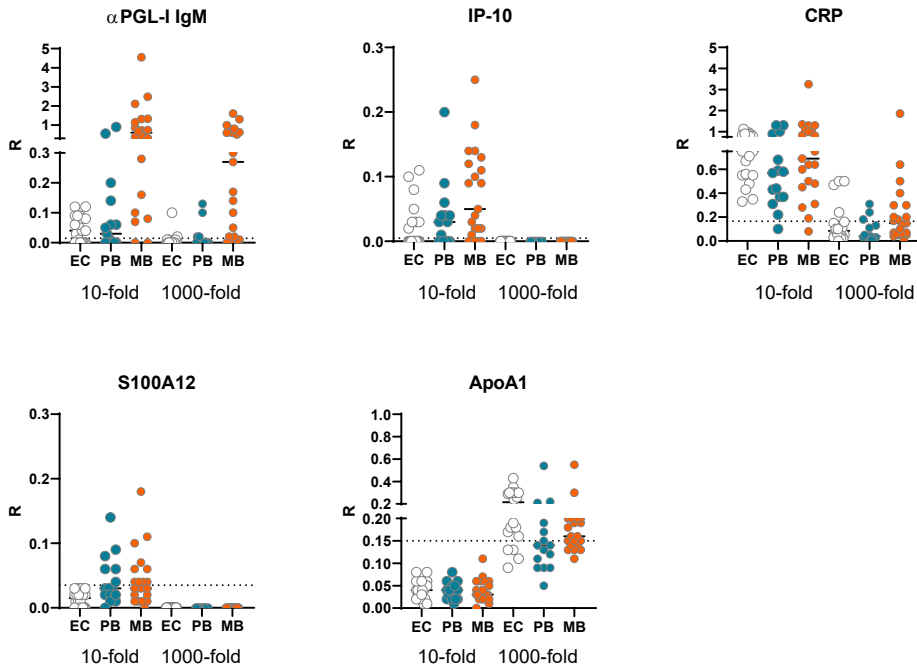 αPGL-I IgM
R
5
4
3
2
1
0.3
0.2
0.1
0.0
EC PB MB EC PB MB
10-fold 1000-fold
IP-10
R
0.3
0.2
0.1
0.0
EC PB MB EC PB MB
10-fold 1000-fold
CRP
R
5
4
3
2
1
0.6
0.4
0.2
0.0
EC PB MB EC PB MB
10-fold 1000-fold
S100A12
R
0.3
0.2
0.1
0.0
EC PB MB EC PB MB
10-fold 1000-fold
ApoA1
R
1.0
0.8
0.6
0.4
0.2
0.20
0.15
0.10
0.05
0.00
EC PB MB EC PB MB
10-fold 1000-fold